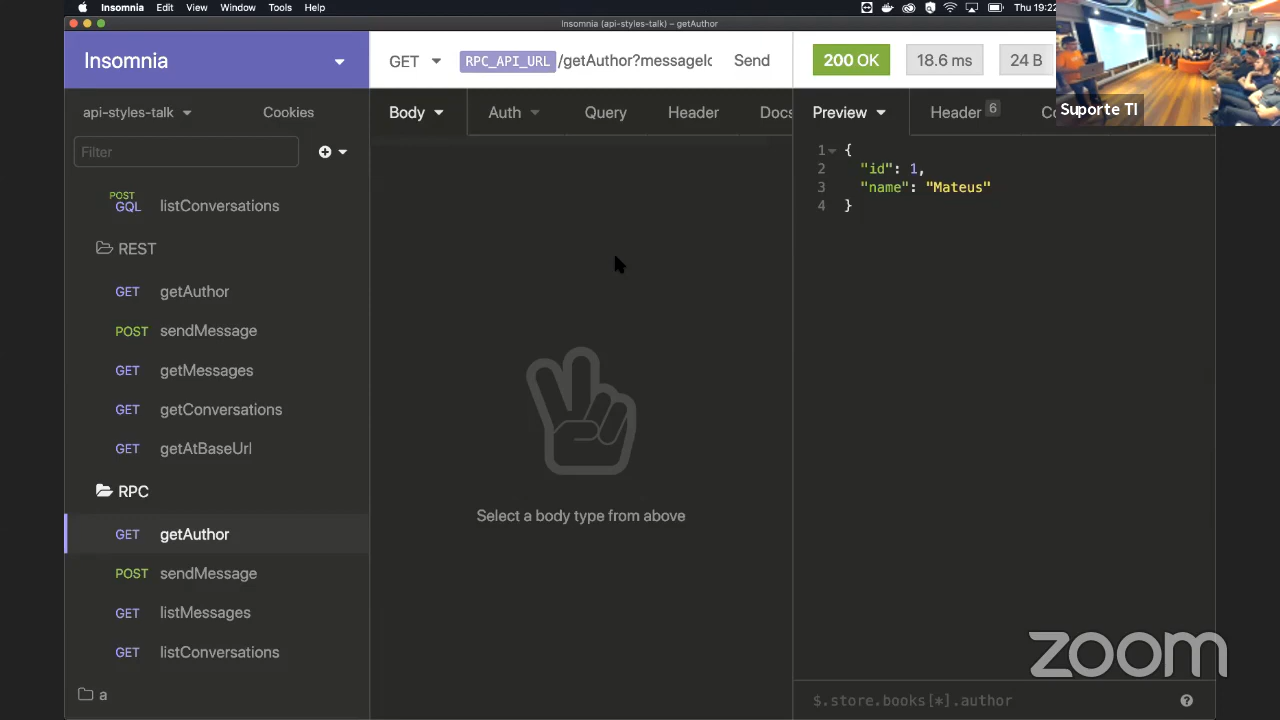 Insomnia Edit View Window Tools Help Thu 19:22
Insomnia (api-styles-talk) – getAuthor
Insomnia
GET RPC_API_URL /getAuthor?messageId Send
200 OK 18.6 ms 24 B
api-styles-talk Cookies
Body Auth Query Header Docs
Preview Header 6 Co
Suporte TI
Filter
POST
GQL listConversations
REST
GET getAuthor
POST sendMessage
GET getMessages
GET getConversations
GET getAtBaseUrl
RPC
GET getAuthor
POST sendMessage
GET listMessages
GET listConversations
a
Select a body type from above
1 {
2 "id": 1,
3 "name": "Mateus"
4 }
$.store.books[*].author
zoom